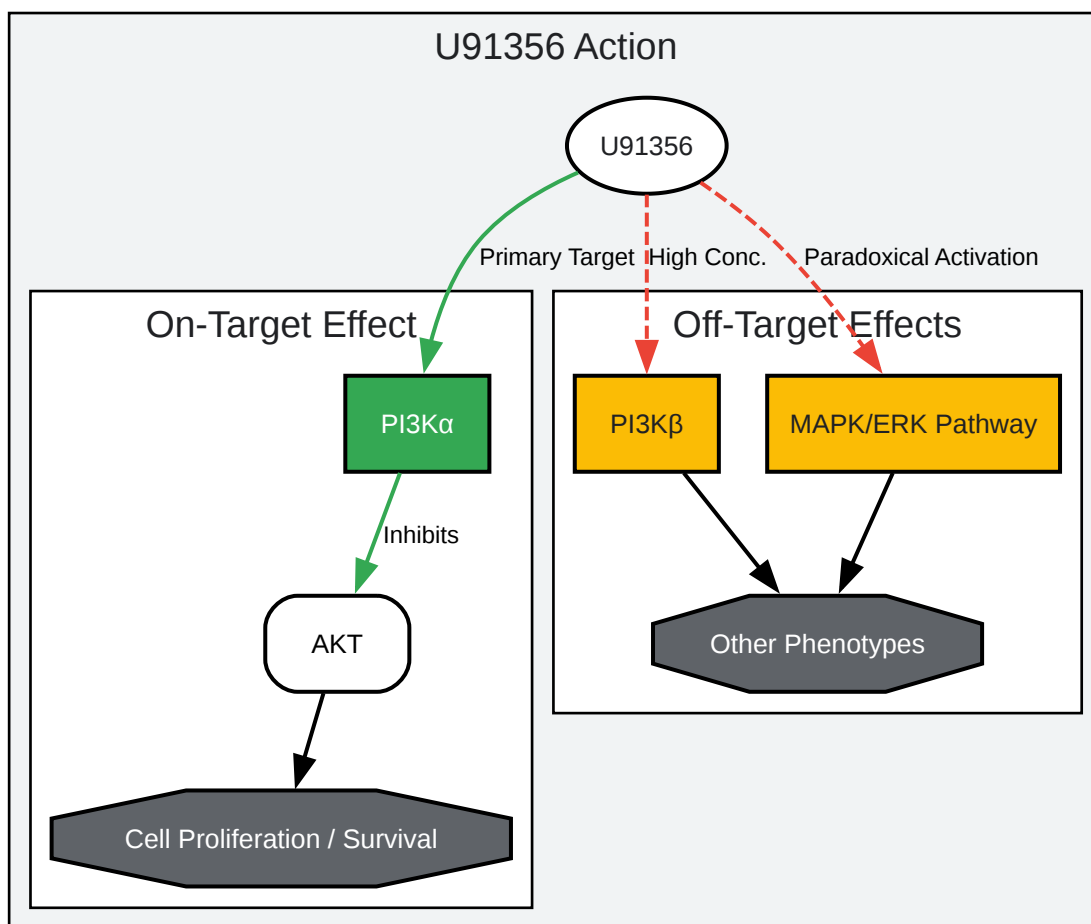 U91356 Action
U91356
Primary Target
High Conc.
Paradoxical Activation
On-Target Effect
Off-Target Effects
PI3Kα
PI3Kβ
MAPK/ERK Pathway
Inhibits
AKT
Other Phenotypes
Cell Proliferation / Survival